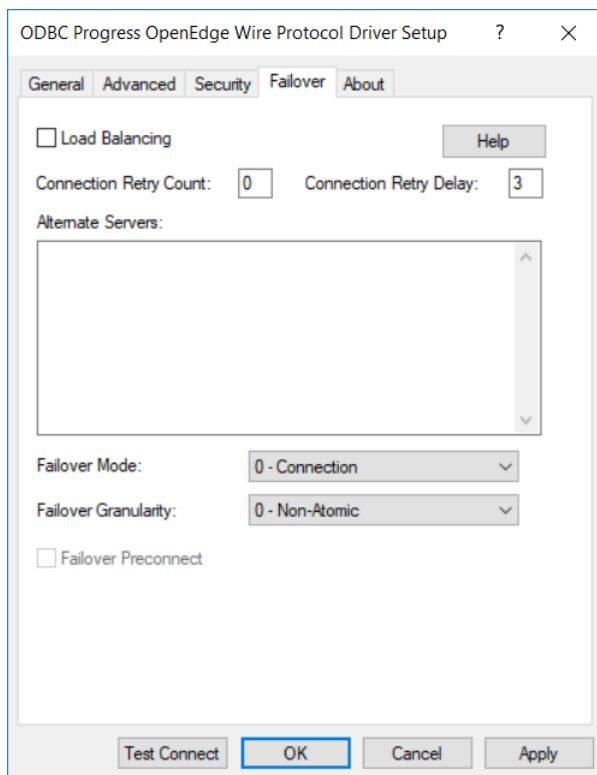 ODBC Progress OpenEdge Wire Protocol Driver Setup ?
General Advanced Security Failover About
Load Balancing Help
Connection Retry Count: 0 Connection Retry Delay: 3
Alternate Servers:
Failover Mode: 0 - Connection
Failover Granularity: 0 - Non-Atomic
Failover Preconnect
Test Connect OK Cancel Apply